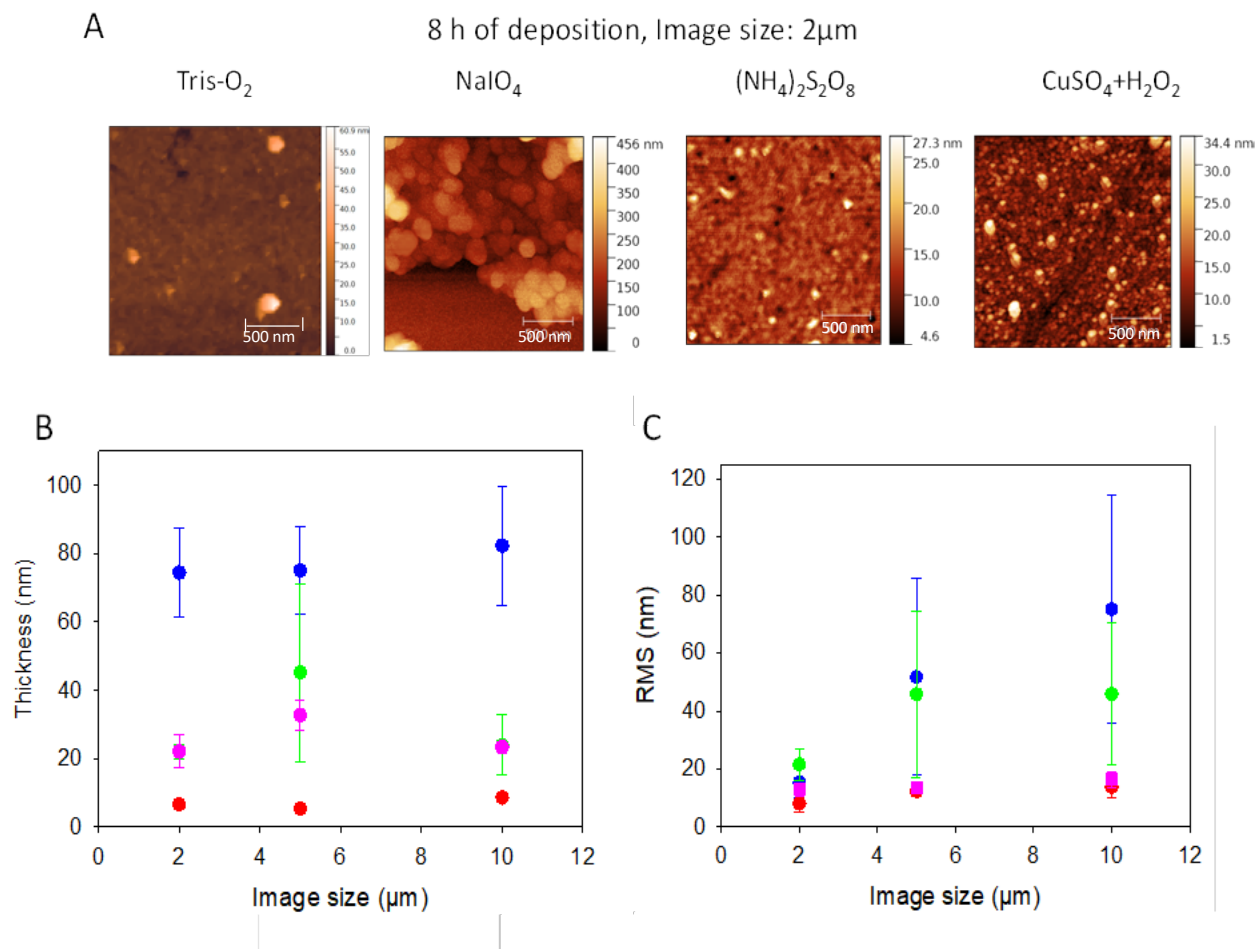 A
8 h of deposition, Image size: 2µm
Tris-O2
NaIO4
(NH4)2S2O8
CuSO4+H2O2
60.9 nm
55.0
50.0
45.0
40.0
35.0
30.0
25.0
20.0
15.0
10.0
5.0
0.0
500 nm
456 nm
400
350
300
250
200
150
100
50
0
500 nm
27.3 nm
25.0
20.0
15.0
10.0
4.6
500 nm
34.4 nm
30.0
25.0
20.0
15.0
10.0
1.5
500 nm
B
Thickness (nm)
100
80
60
40
20
0
0 2 4 6 8 10 12
Image size (µm)
C
RMS (nm)
120
100
80
60
40
20
0
0 2 4 6 8 10 12
Image size (µm)